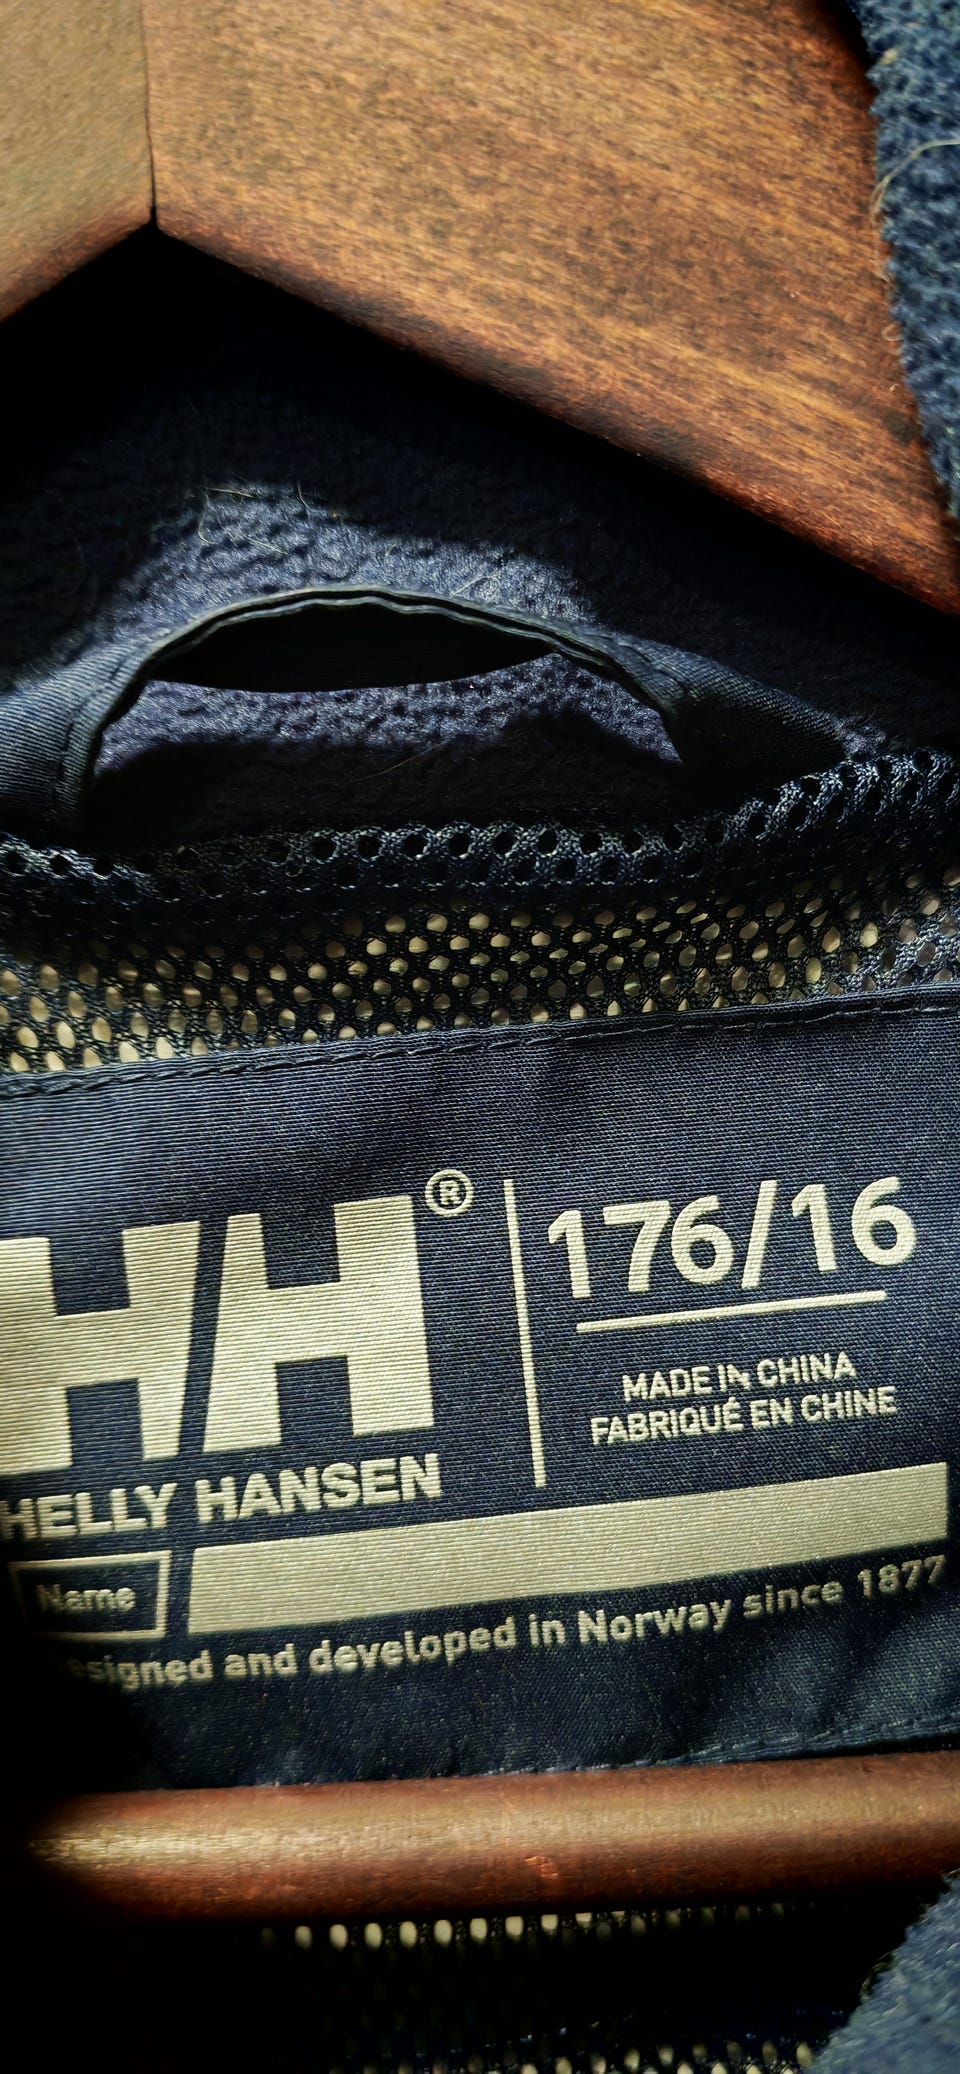 HH®
HELLY HANSEN
176/16
MADE IN CHINA
FABRIQUÉ EN CHINE
Name
esigned and developed in Norway since 1877